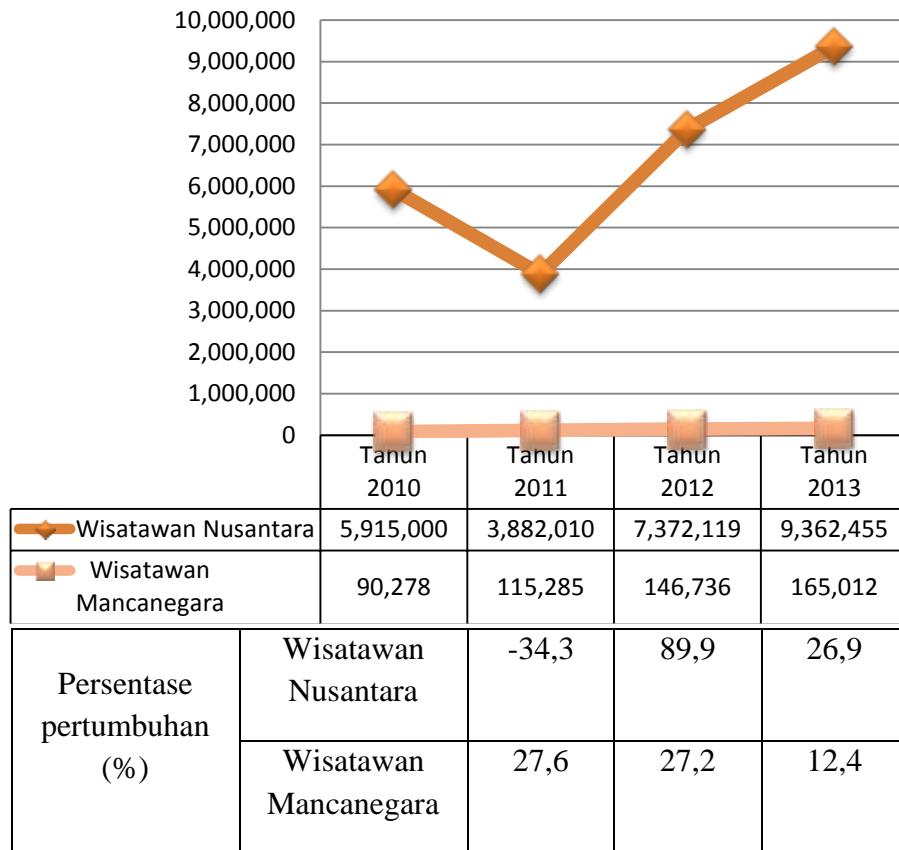 10,000,000
9,000,000
8,000,000
7,000,000
6,000,000
5,000,000
4,000,000
3,000,000
2,000,000
1,000,000
0
Tahun 2010
Tahun 2011
Tahun 2012
Tahun 2013
Wisatawan Nusantara 5,915,000 3,882,010 7,372,119 9,362,455
Wisatawan
Mancanegara
90,278 115,285 146,736 165,012
Persentase
pertumbuhan
(%)
Wisatawan
Nusantara
-34,3 89,9 26,9
Wisatawan
Mancanegara
27,6 27,2 12,4